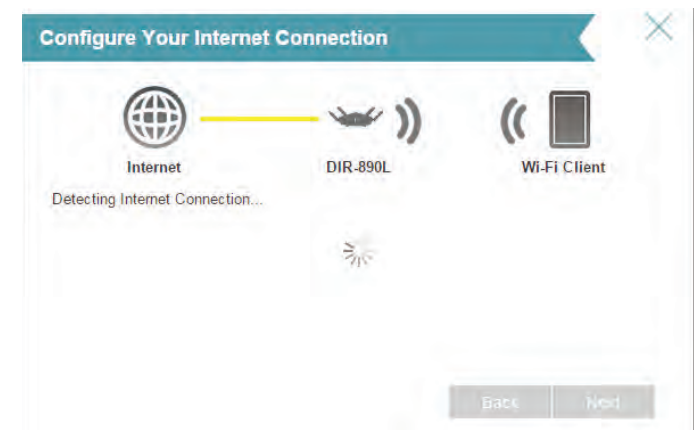 Configure Your Internet Connection
Internet
DIR-890L
Wi-Fi Client
Detecting Internet Connection...
Back
Next